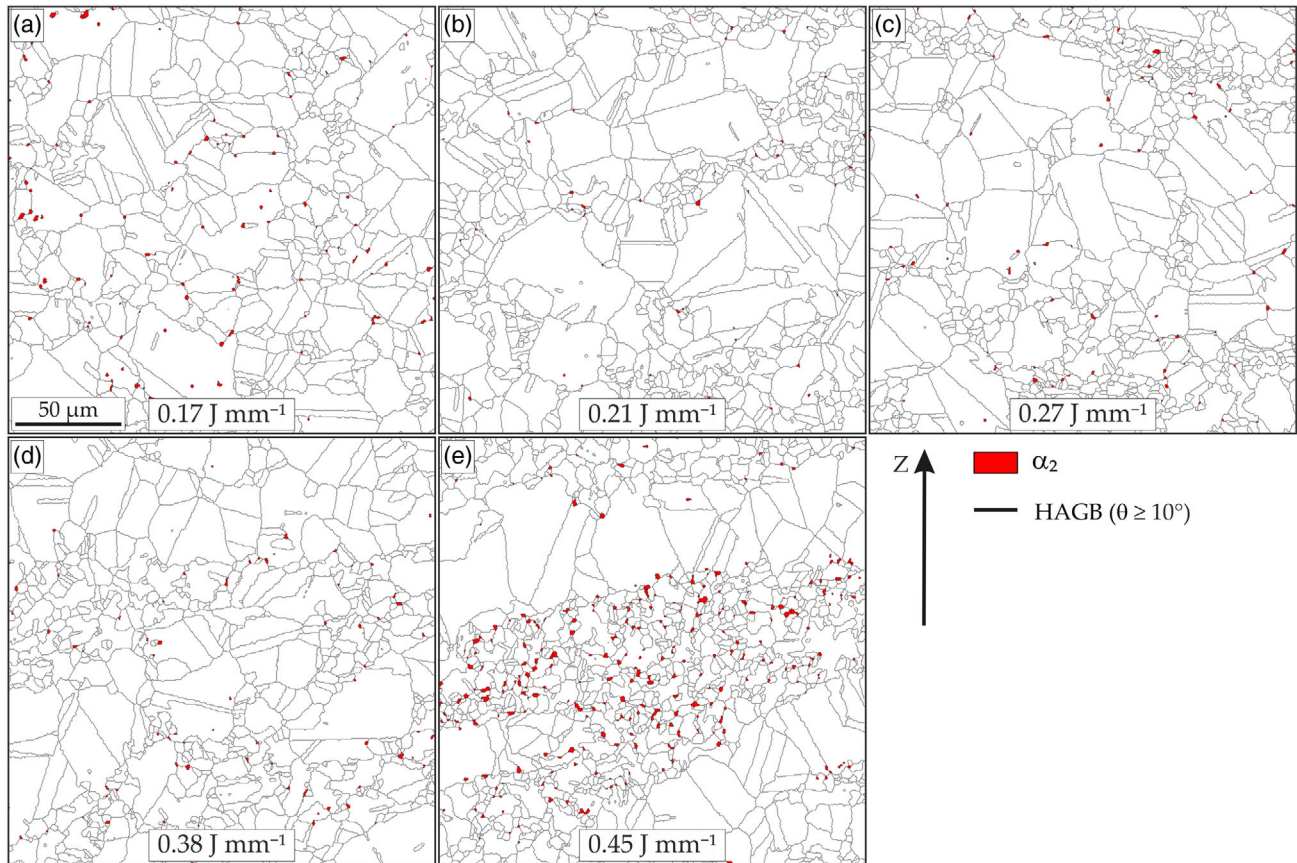 (a)
(b)
(c)
50 μm
0.17 J mm⁻¹
0.21 J mm⁻¹
0.27 J mm⁻¹
(d)
(e)
Z
α₂
HAGB (θ ≥ 10°)
0.38 J mm⁻¹
0.45 J mm⁻¹